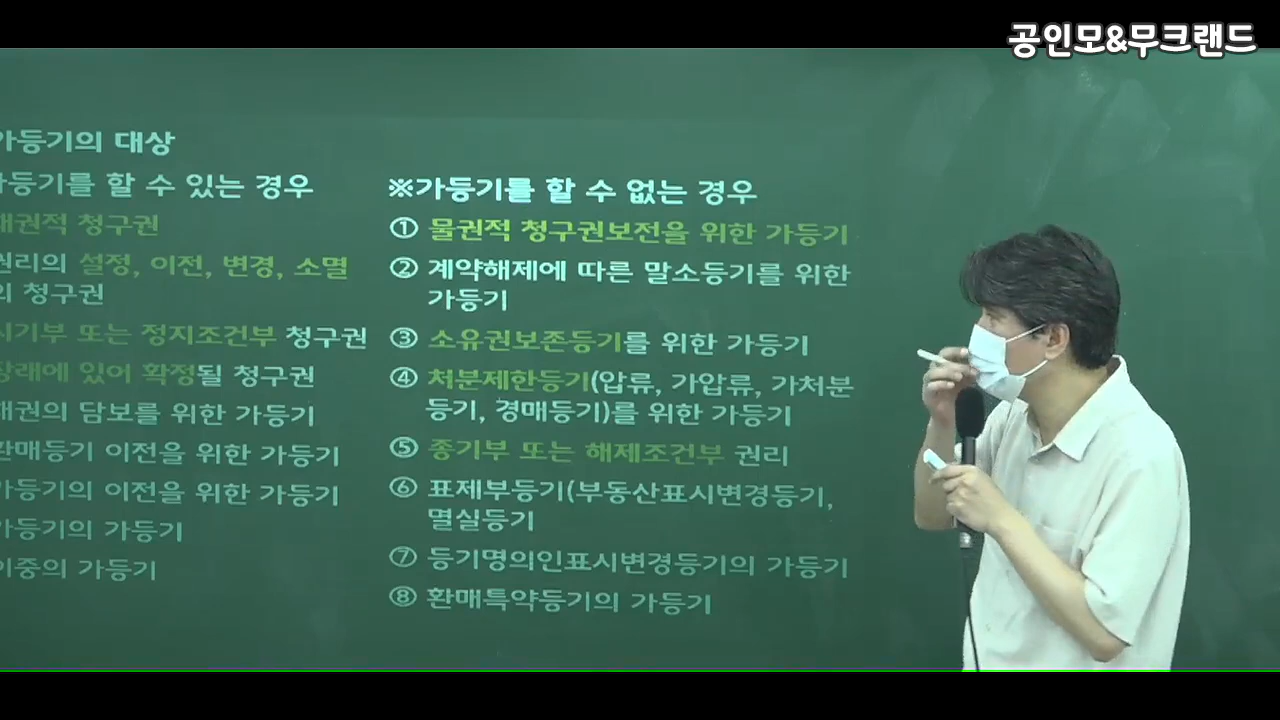 공인모&무크랜드
가등기의 대상
가등기를 할 수 있는 경우
채권적 청구권
권리의 설정, 이전, 변경, 소멸
의 청구권
시기부 또는 정지조건부 청구권
장래에 있어 확정될 청구권
채권의 담보를 위한 가등기
환매등기 이전을 위한 가등기
가등기의 이전을 위한 가등기
가등기의 가등기
이중의 가등기
※가등기를 할 수 없는 경우
① 물권적 청구권보전을 위한 가등기
② 계약해제에 따른 말소등기를 위한
가등기
③ 소유권보존등기를 위한 가등기
④ 처분제한등기(압류, 가압류, 가처분
등기, 경매등기)를 위한 가등기
⑤ 종기부 또는 해제조건부 권리
⑥ 표제부등기(부동산표시변경등기,
멸실등기
⑦ 등기명의인표시변경등기의 가등기
⑧ 환매특약등기의 가등기